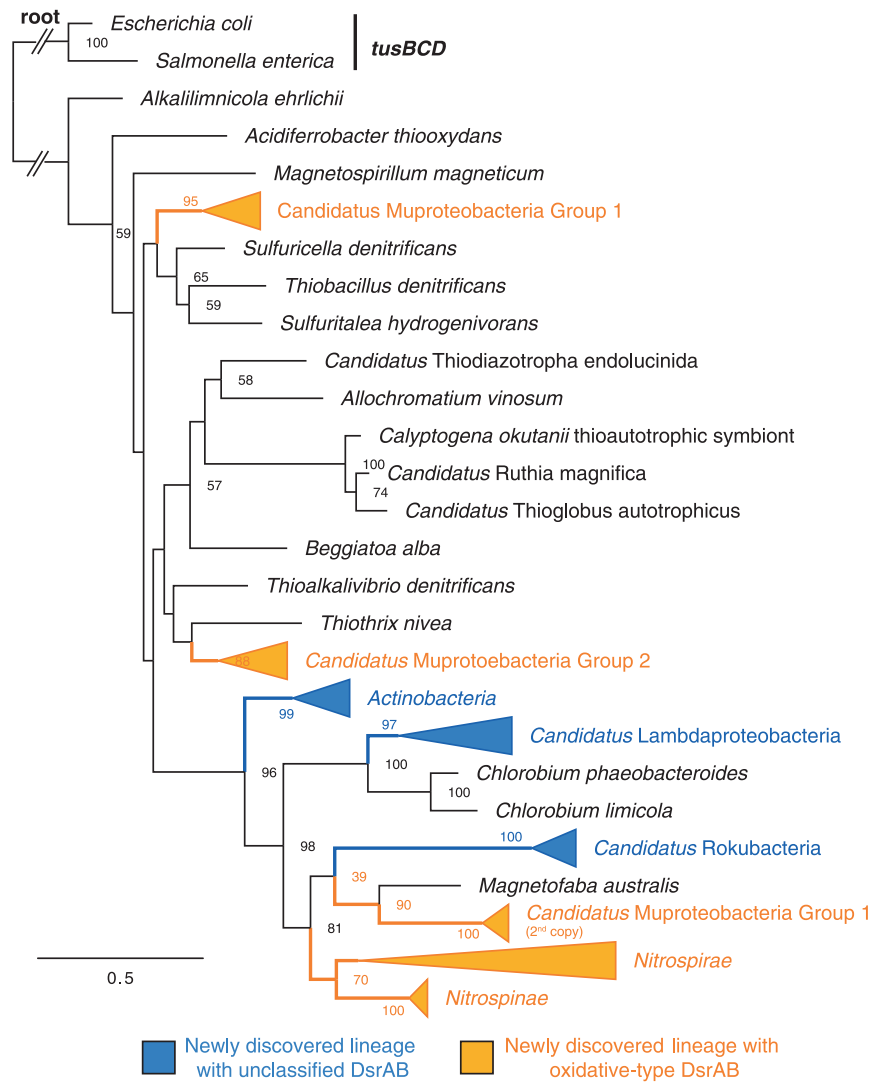 root
Escherichia coli
100
Salmonella enterica
tusBCD
Alkalilimnicola ehrlichii
Acidiferrobacter thiooxydans
Magnetospirillum magneticum
95
Candidatus Muproteobacteria Group 1
59
Sulfuricella denitrificans
65
Thiobacillus denitrificans
59
Sulfuritalea hydrogenivorans
Candidatus Thiodiazotropha endolucinida
58
Allochromatium vinosum
Calyptogena okutanii thioautotrophic symbiont
100
Candidatus Ruthia magnifica
74
57
Candidatus Thioglobus autotrophicus
Beggiatoa alba
Thioalkalivibrio denitrificans
Thiothrix nivea
88
Candidatus Muprotoebacteria Group 2
Actinobacteria
99
97
Candidatus Lambdaproteobacteria
96
100
Chlorobium phaeobacteroides
100
Chlorobium limicola
100
98
Candidatus Rokubacteria
39
Magnetofaba australis
90
Candidatus Muproteobacteria Group 1
(2nd copy)
100
81
Nitrospirae
70
0.5
Nitrospinae
100
Newly discovered lineage
with unclassified DsrAB
Newly discovered lineage with
oxidative-type DsrAB